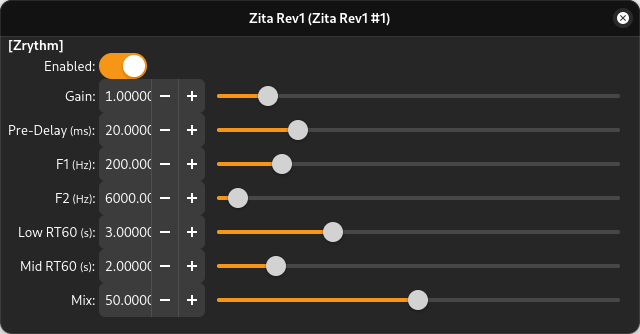 Zita Rev1 (Zita Rev1 #1)
[Zrythm]
Enabled:
Gain: 1.00000
Pre-Delay (ms): 20.0000
F1 (Hz): 200.000
F2 (Hz): 6000.00
Low RT60 (s): 3.00000
Mid RT60 (s): 2.00000
Mix: 50.0000